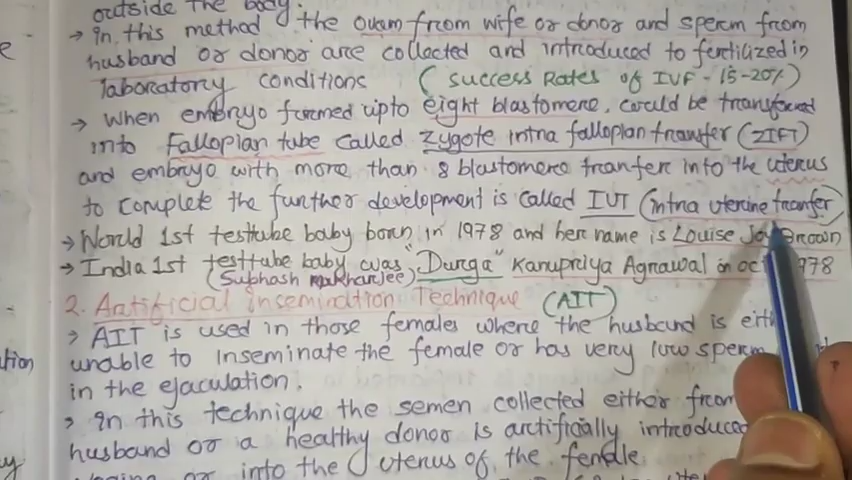 outside the body.
→ In this method, the ovam from wife or donor and sperm from
husband or donor are collected and introduced to fertilized in
laboratory conditions (success Rates of IVF - 15-20%)
→ When embryo formed upto eight blastomere, could be transferred
into Fallopian tube called zygote intra fallopian transfer (ZIFT)
and embryo with more than 8 blastomere tranfer into the uterus
to complete the further development is called IUT (intra uterine tranfer)
→ World 1st testtube baby born in 1978 and her name is Louise Joy Brown
→ India 1st testtube baby was "Durga" Kanupriya Agrawal in oct 1978
(Subhash mukharjee)
2. Artificial insemination Technique (AIT)
→ AIT is used in those females where the husband is
unable to inseminate the female or has very low sperm
in the ejaculation.
→ In this technique the semen collected either from
husband or a healthy donor is artificially introduced
or into the uterus of the female